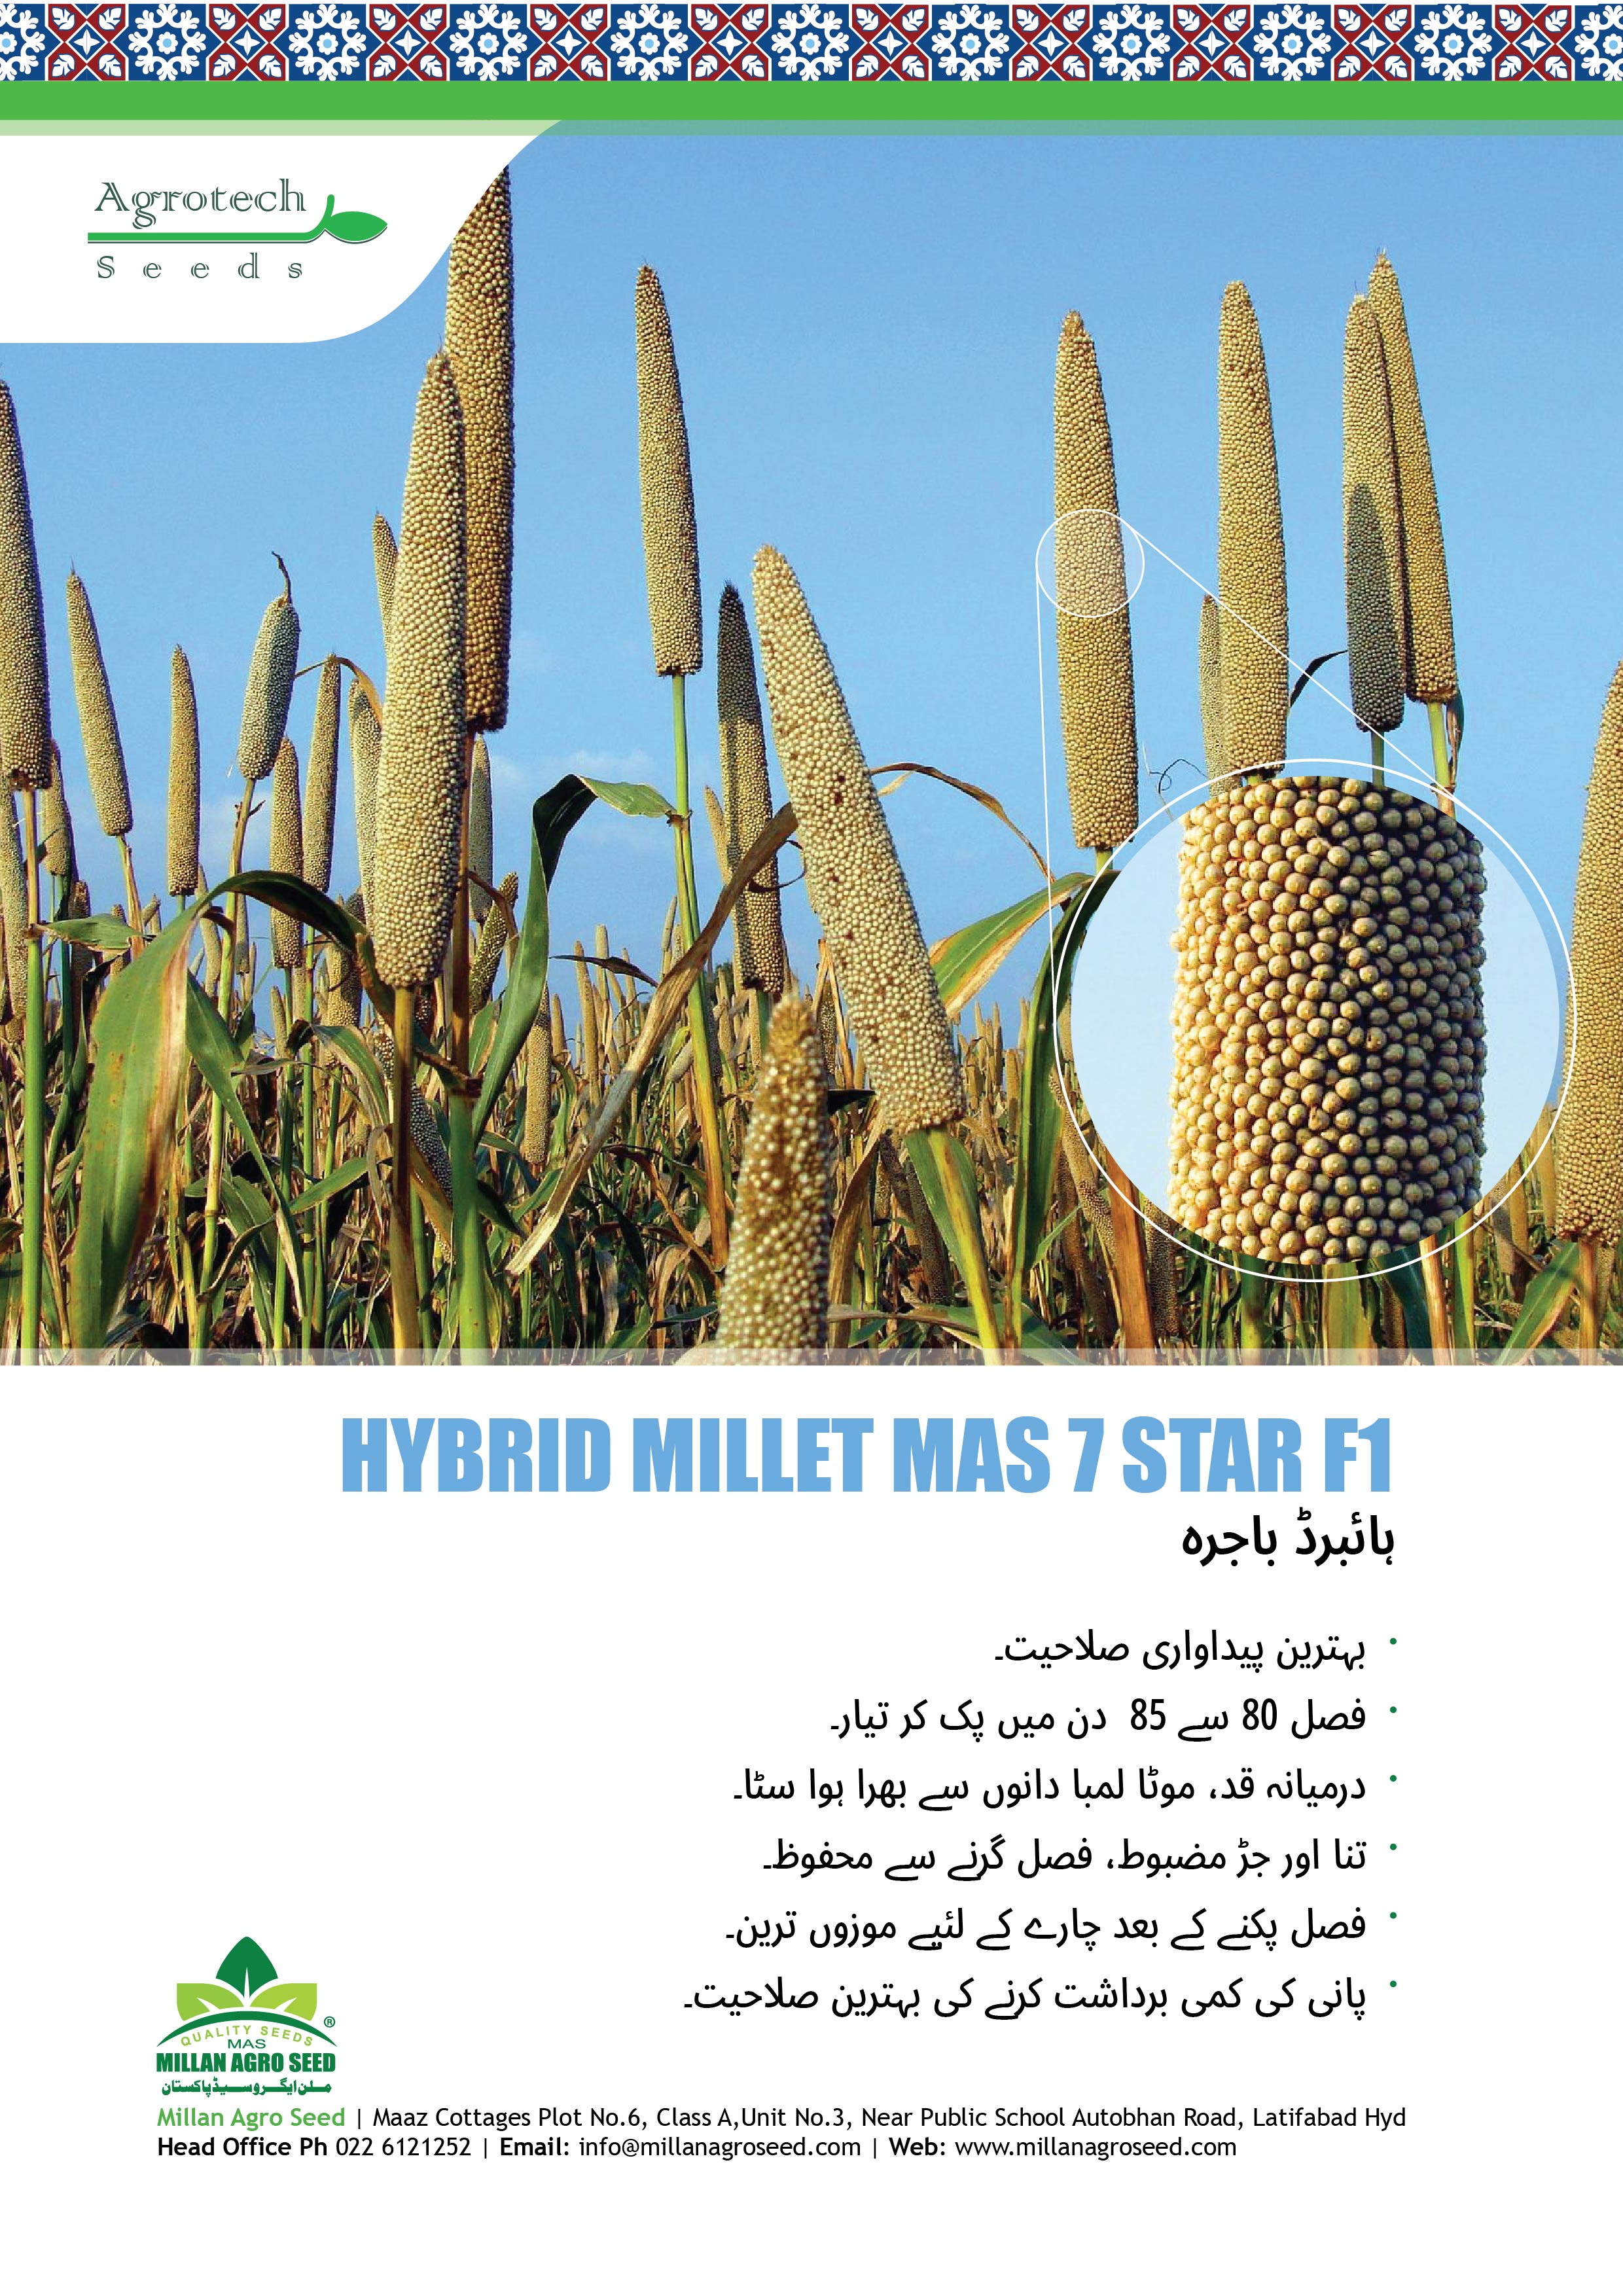 Agrotech
Seeds
HYBRID MILLET MAS 7 STAR F1
ہائبرڈ باجرہ
• بہترین پیداواری صلاحیت۔
• فصل 80 سے 85 دن میں پک کر تیار۔
• درمیانہ قد، موٹا لمبا دانوں سے بھرا ہوا سٹا۔
• تنا اور جڑ مضبوط، فصل گرنے سے محفوظ۔
• فصل پکنے کے بعد چارے کے لئیے موزوں ترین۔
• پانی کی کمی برداشت کرنے کی بہترین صلاحیت۔
QUALITY SEEDS ®
MAS
MILLAN AGRO SEED
ملن ایگرو سیڈ پاکستان
Millan Agro Seed | Maaz Cottages Plot No.6, Class A,Unit No.3, Near Public School Autobhan Road, Latifabad Hyd
Head Office Ph 022 6121252 | Email: info@millanagroseed.com | Web: www.millanagroseed.com